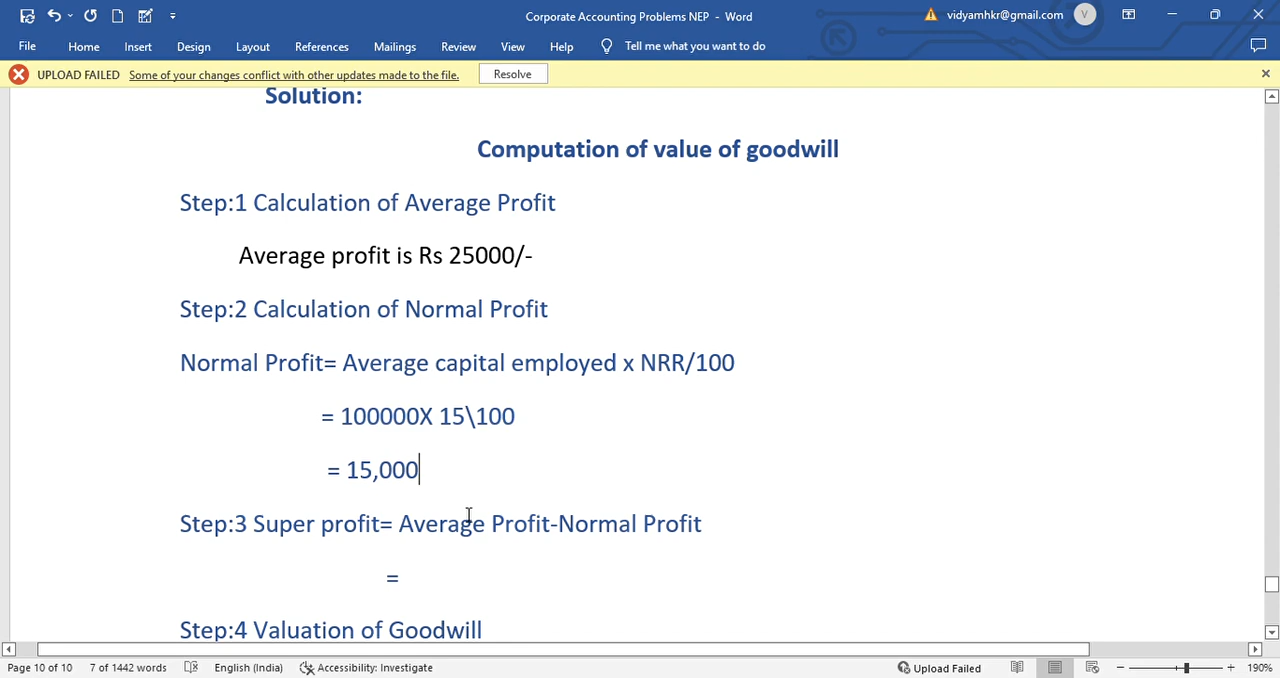 Corporate Accounting Problems NEP - Word
vidyamhkr@gmail.com
V
File Home Insert Design Layout References Mailings Review View Help Tell me what you want to do
UPLOAD FAILED Some of your changes conflict with other updates made to the file. Resolve
Solution:
Computation of value of goodwill
Step:1 Calculation of Average Profit
Average profit is Rs 25000/-
Step:2 Calculation of Normal Profit
Normal Profit= Average capital employed x NRR/100
= 100000X 15\100
= 15,000
Step:3 Super profit= Average Profit-Normal Profit
=
Step:4 Valuation of Goodwill
Page 10 of 10 7 of 1442 words English (India) Accessibility: Investigate Upload Failed 190%